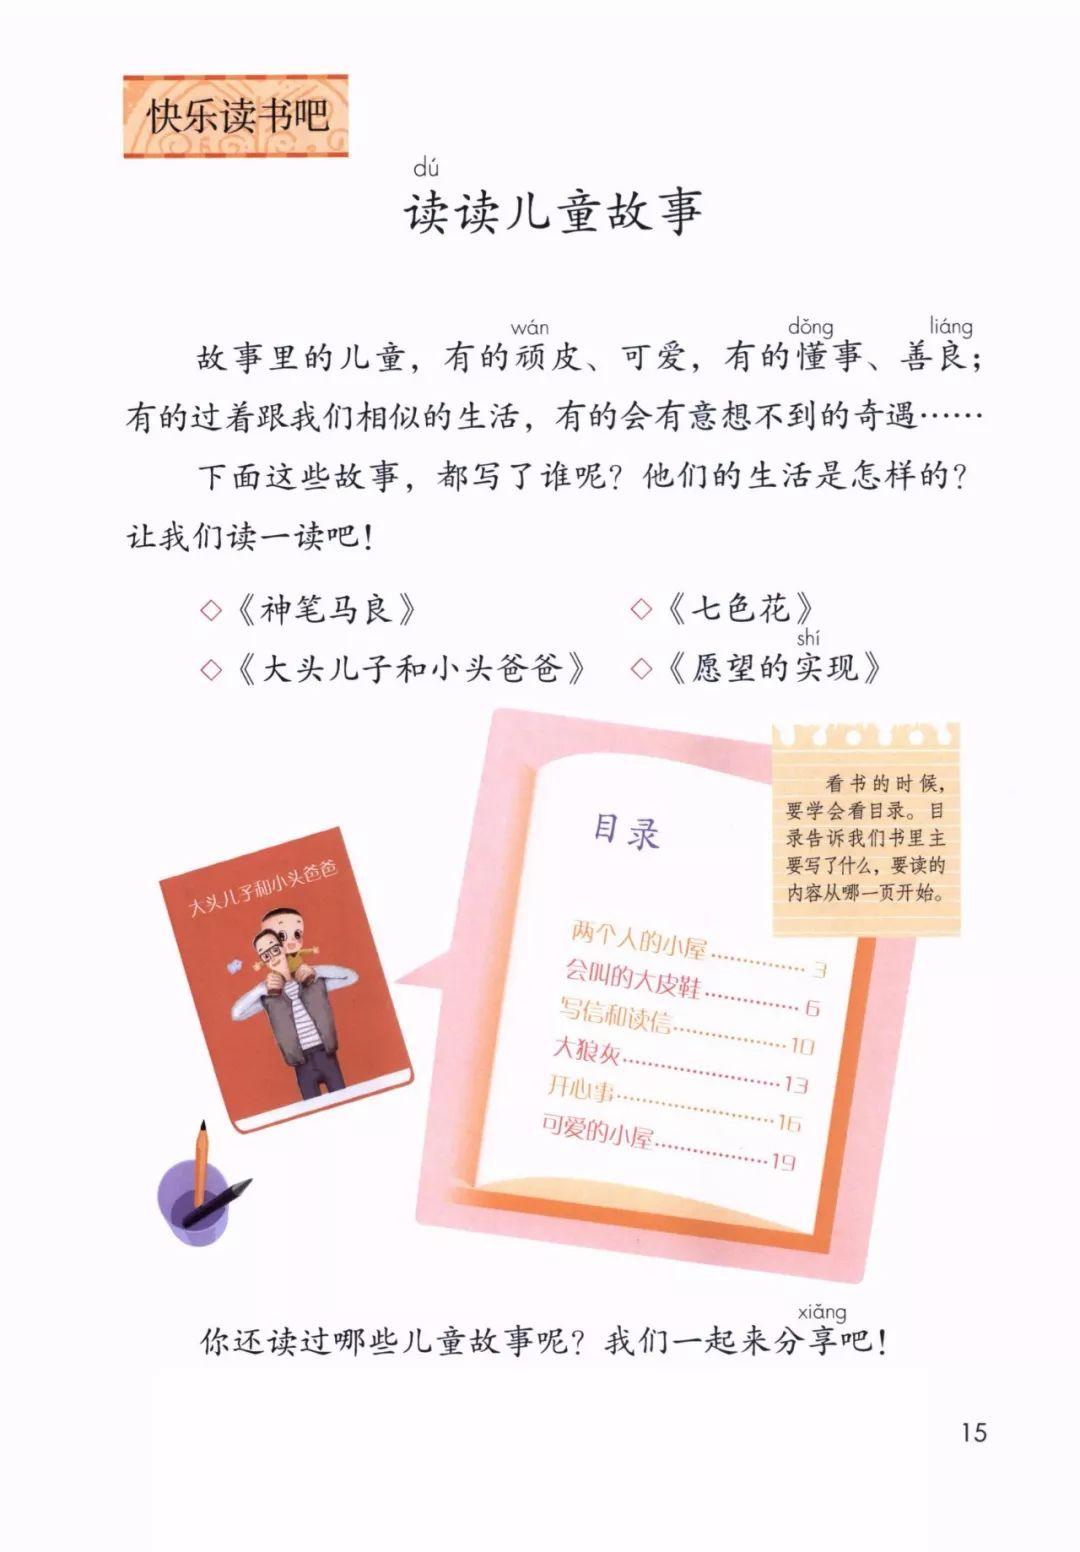 快乐读书吧
dú
读读儿童故事
wán dǒng liáng
故事里的儿童，有的顽皮、可爱，有的懂事、善良；
有的过着跟我们相似的生活，有的会有意想不到的奇遇……
下面这些故事，都写了谁呢？他们的生活是怎样的？
让我们读一读吧！
◇《神笔马良》 ◇《七色花》
shí
◇《大头儿子和小头爸爸》 ◇《愿望的实现》
看书的时候，
要学会看目录。目
录告诉我们书里主
要写了什么，要读的
内容从哪一页开始。
目录
两个人的小屋……………3
会叫的大皮鞋……………6
写信和读信……………10
大狼灰……………13
开心事……………16
可爱的小屋……………19
大头儿子和小头爸爸
xiǎng
你还读过哪些儿童故事呢？我们一起来分享吧！
15